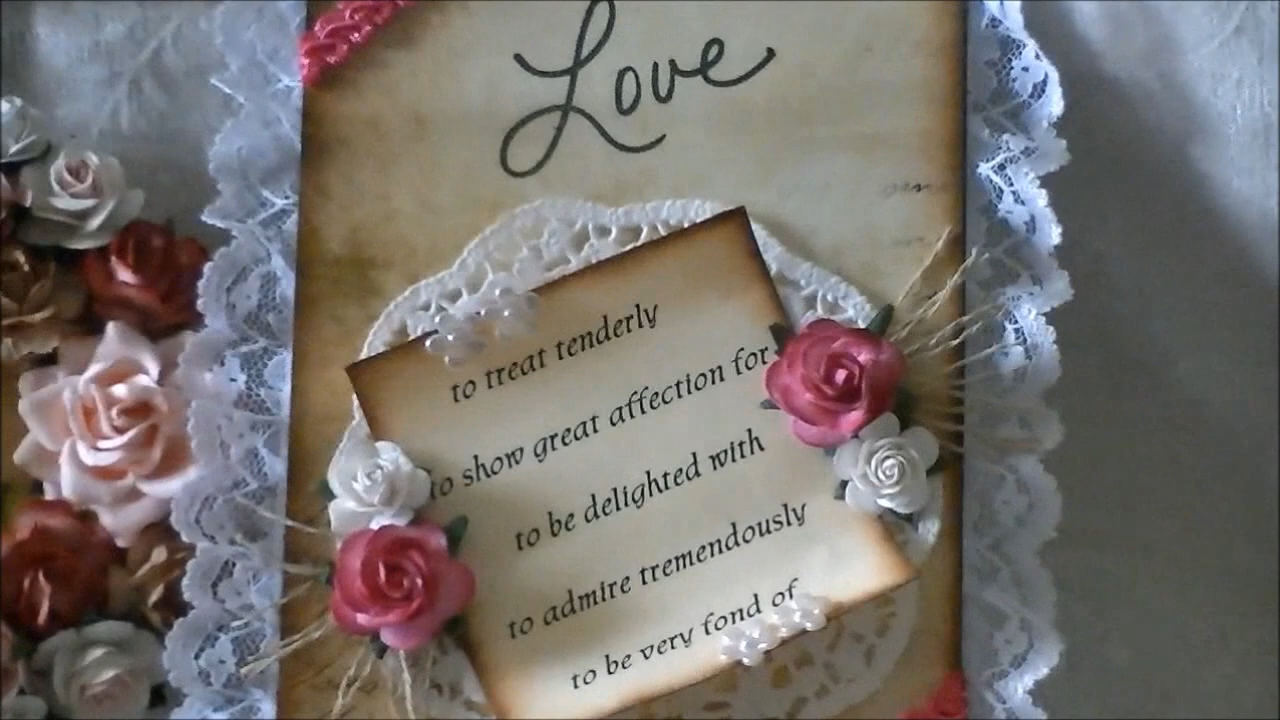 Love
to treat tenderly
to show great affection for
to be delighted with
to admire tremendously
to be very fond of